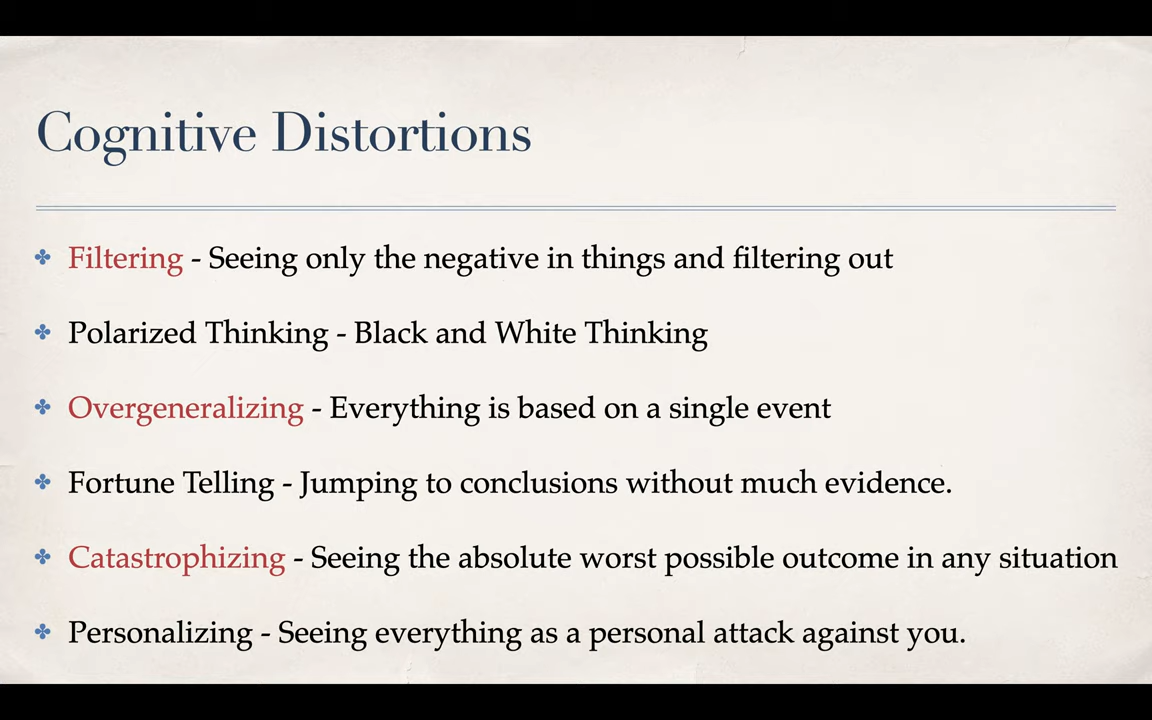 Cognitive Distortions
Filtering - Seeing only the negative in things and filtering out
Polarized Thinking - Black and White Thinking
Overgeneralizing - Everything is based on a single event
Fortune Telling - Jumping to conclusions without much evidence.
Catastrophizing - Seeing the absolute worst possible outcome in any situation
Personalizing - Seeing everything as a personal attack against you.